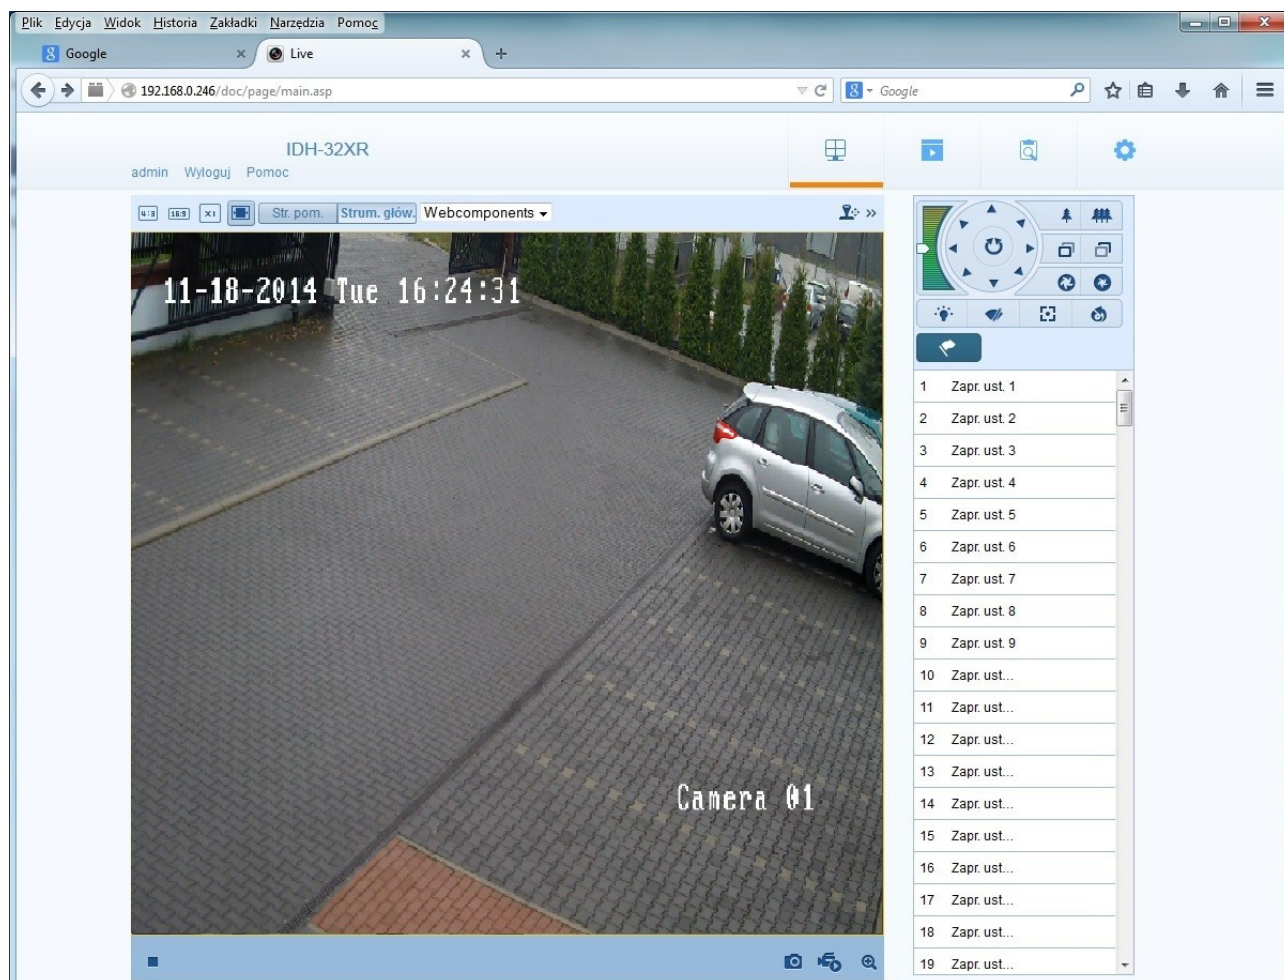 Plik Edycja Widok Historia Zakładki Narzędzia Pomoc
Google Live
192.168.0.246/doc/page/main.asp Google
IDH-32XR
admin Wyloguj Pomoc
4:3 16:9 X1 Str. pom. Strum. głów. Webcomponents
11-18-2014 Tue 16:24:31
Camera 01
1 Zapr. ust. 1
2 Zapr. ust. 2
3 Zapr. ust. 3
4 Zapr. ust. 4
5 Zapr. ust. 5
6 Zapr. ust. 6
7 Zapr. ust. 7
8 Zapr. ust. 8
9 Zapr. ust. 9
10 Zapr. ust...
11 Zapr. ust...
12 Zapr. ust...
13 Zapr. ust...
14 Zapr. ust...
15 Zapr. ust...
16 Zapr. ust...
17 Zapr. ust...
18 Zapr. ust...
19 Zapr. ust...